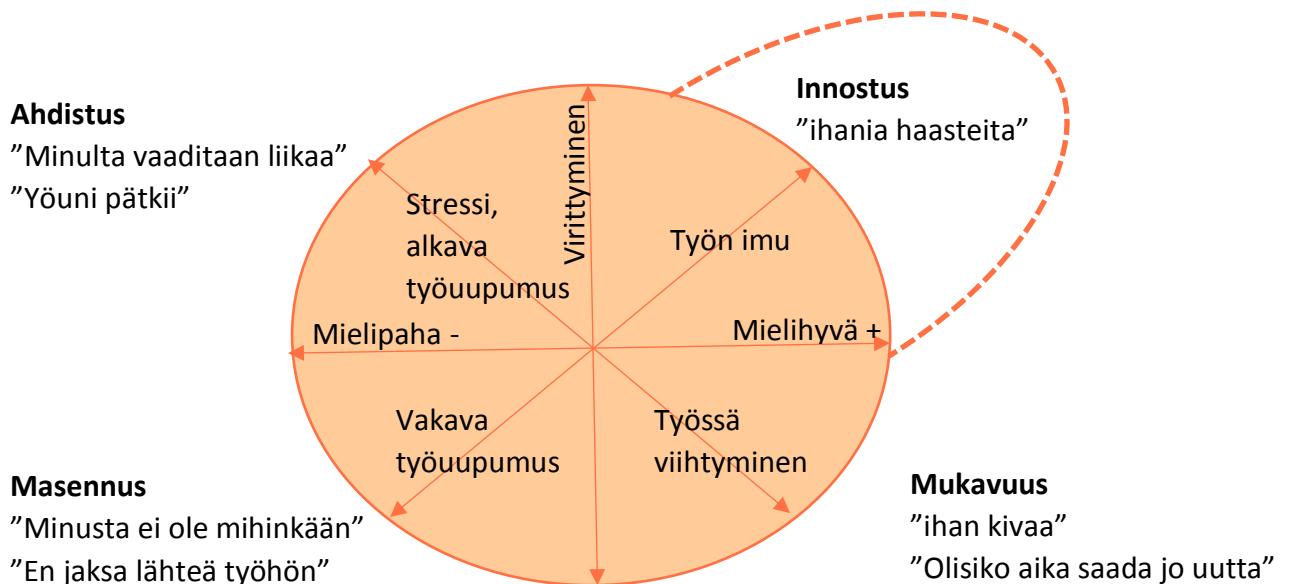 Ahdistus
”Minulta vaaditaan liikaa”
”Yöuni pätkii”
Innostus
”ihania haasteita”
Virittyminen
Stressi,
alkava
työuupumus
Työn imu
Mielipaha -
Mielihyvä +
Vakava
työuupumus
Työssä
viihtyminen
Masennus
”Minusta ei ole mihinkään”
”En jaksa lähteä työhön”
Mukavuus
”ihan kivaa”
”Olisiko aika saada jo uutta”